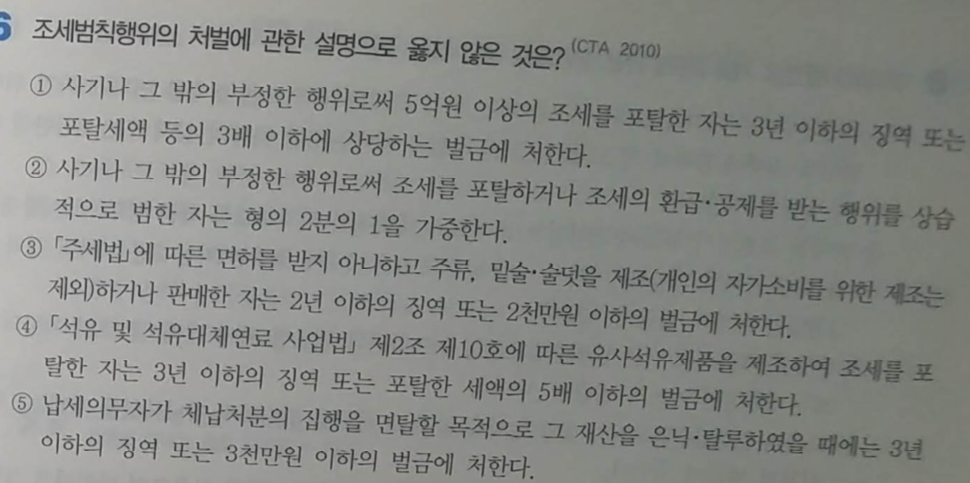 6 조세범칙행위의 처벌에 관한 설명으로 옳지 않은 것은? (CTA 2010)
① 사기나 그 밖의 부정한 행위로써 5억원 이상의 조세를 포탈한 자는 3년 이하의 징역 또는
포탈세액 등의 3배 이하에 상당하는 벌금에 처한다.
② 사기나 그 밖의 부정한 행위로써 조세를 포탈하거나 조세의 환급·공제를 받는 행위를 상습
적으로 범한 자는 형의 2분의 1을 가중한다.
③ 「주세법」에 따른 면허를 받지 아니하고 주류, 밑술·술덧을 제조(개인의 자가소비를 위한 제조는
제외)하거나 판매한 자는 2년 이하의 징역 또는 2천만원 이하의 벌금에 처한다.
④ 「석유 및 석유대체연료 사업법」 제2조 제10호에 따른 유사석유제품을 제조하여 조세를 포
탈한 자는 3년 이하의 징역 또는 포탈한 세액의 5배 이하의 벌금에 처한다.
⑤ 납세의무자가 체납처분의 집행을 면탈할 목적으로 그 재산을 은닉·탈루하였을 때에는 3년
이하의 징역 또는 3천만원 이하의 벌금에 처한다.